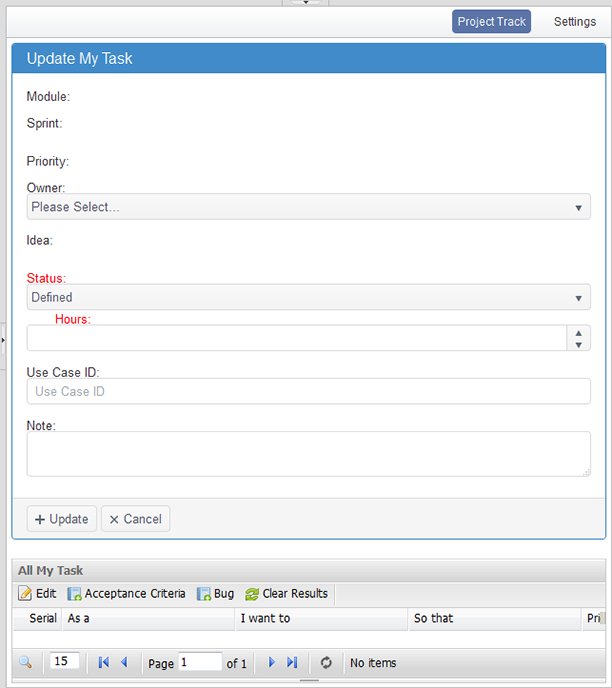 Project Track Settings
Update My Task
Module:
Sprint:
Priority:
Owner:
Please Select...
Idea:
Status:
Defined
Hours:
Use Case ID:
Use Case ID
Note:
Update Cancel
All My Task
Edit Acceptance Criteria Bug Clear Results
Serial As a I want to So that Pri
15 Page 1 of 1 No items